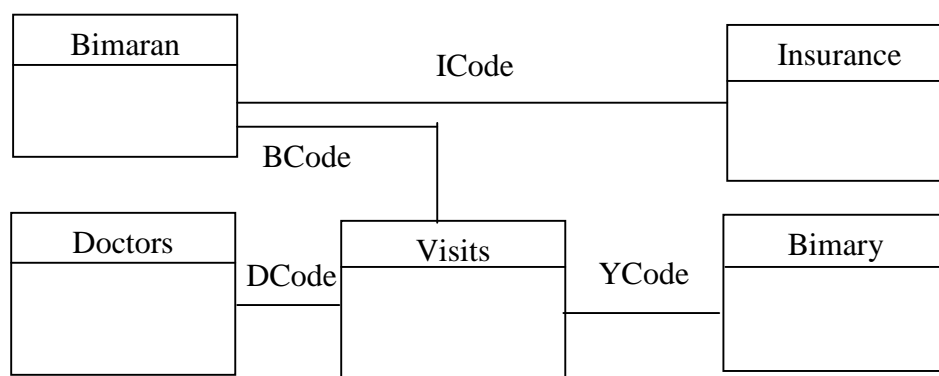 Bimaran
ICode
Insurance
BCode
Doctors
DCode
Visits
YCode
Bimary